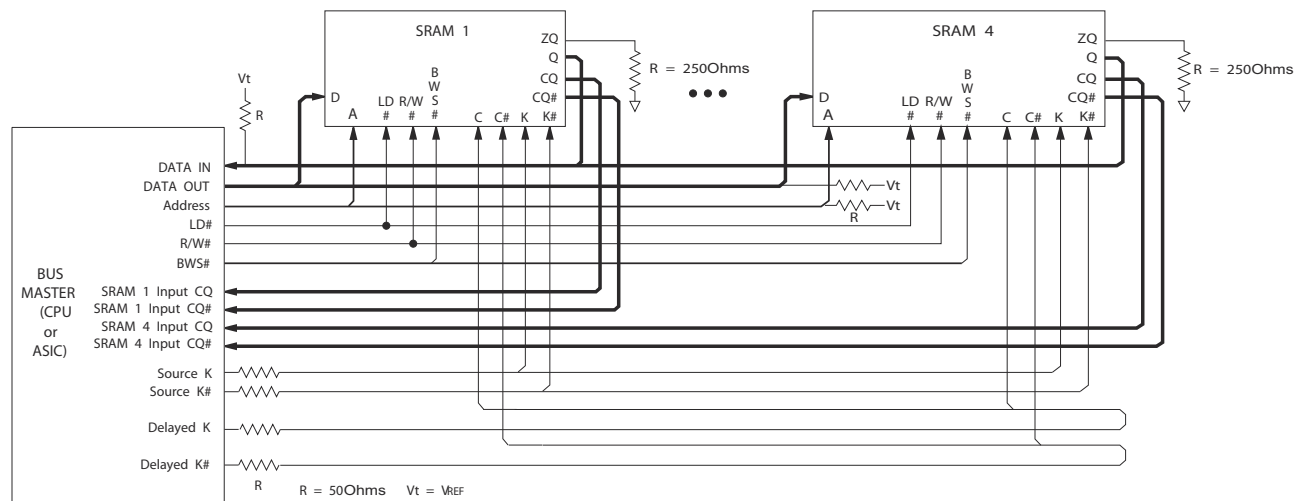 SRAM 1
ZQ
Q
CQ
CQ#
D
A
LD
#
R/W
#
B
W
S
#
C
C#
K
K#
R = 250Ohms
SRAM 4
ZQ
Q
CQ
CQ#
D
A
LD
#
R/W
#
B
W
S
#
C
C#
K
K#
R = 250Ohms
Vt
R
DATA IN
DATA OUT
Address
LD#
R/W#
BWS#
Vt
Vt
R
BUS
MASTER
(CPU
or
ASIC)
SRAM 1 Input CQ
SRAM 1 Input CQ#
SRAM 4 Input CQ
SRAM 4 Input CQ#
Source K
Source K#
Delayed K
Delayed K#
R
R = 50Ohms Vt = VREF